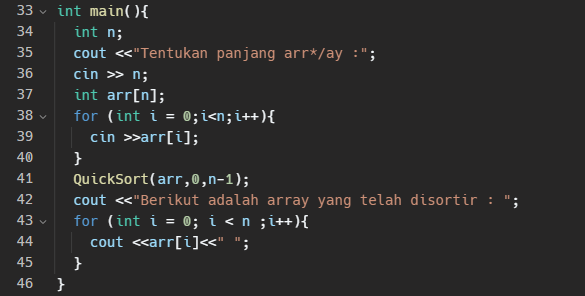 33 int main(){
34 int n;
35 cout <<"Tentukan panjang arr*/ay :";
36 cin >> n;
37 int arr[n];
38 for (int i = 0;i<n;i++){
39 cin >>arr[i];
40 }
41 QuickSort(arr,0,n-1);
42 cout <<"Berikut adalah array yang telah disortir : ";
43 for (int i = 0; i < n ;i++){
44 cout <<arr[i]<<" ";
45 }
46 }